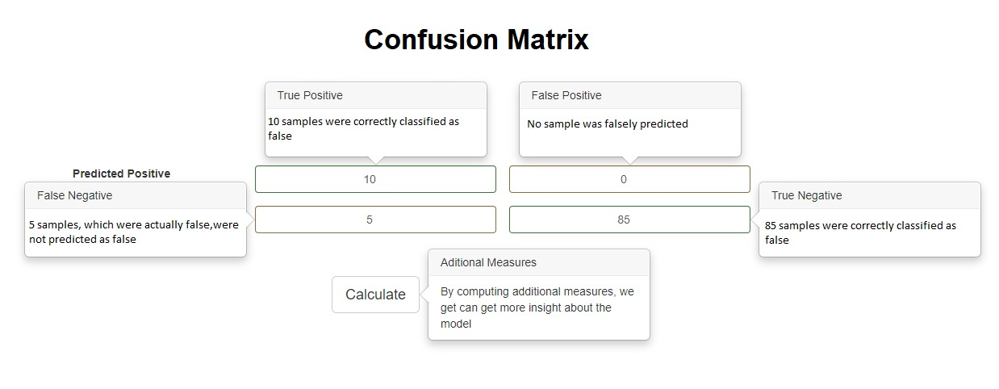 Confusion Matrix
True Positive
10 samples were correctly classified as
false
False Positive
No sample was falsely predicted
Predicted Positive
10
0
False Negative
5 samples, which were actually false,were
not predicted as false
5
85
True Negative
85 samples were correctly classified as
false
Calculate
Aditional Measures
By computing additional measures, we
get can get more insight about the
model